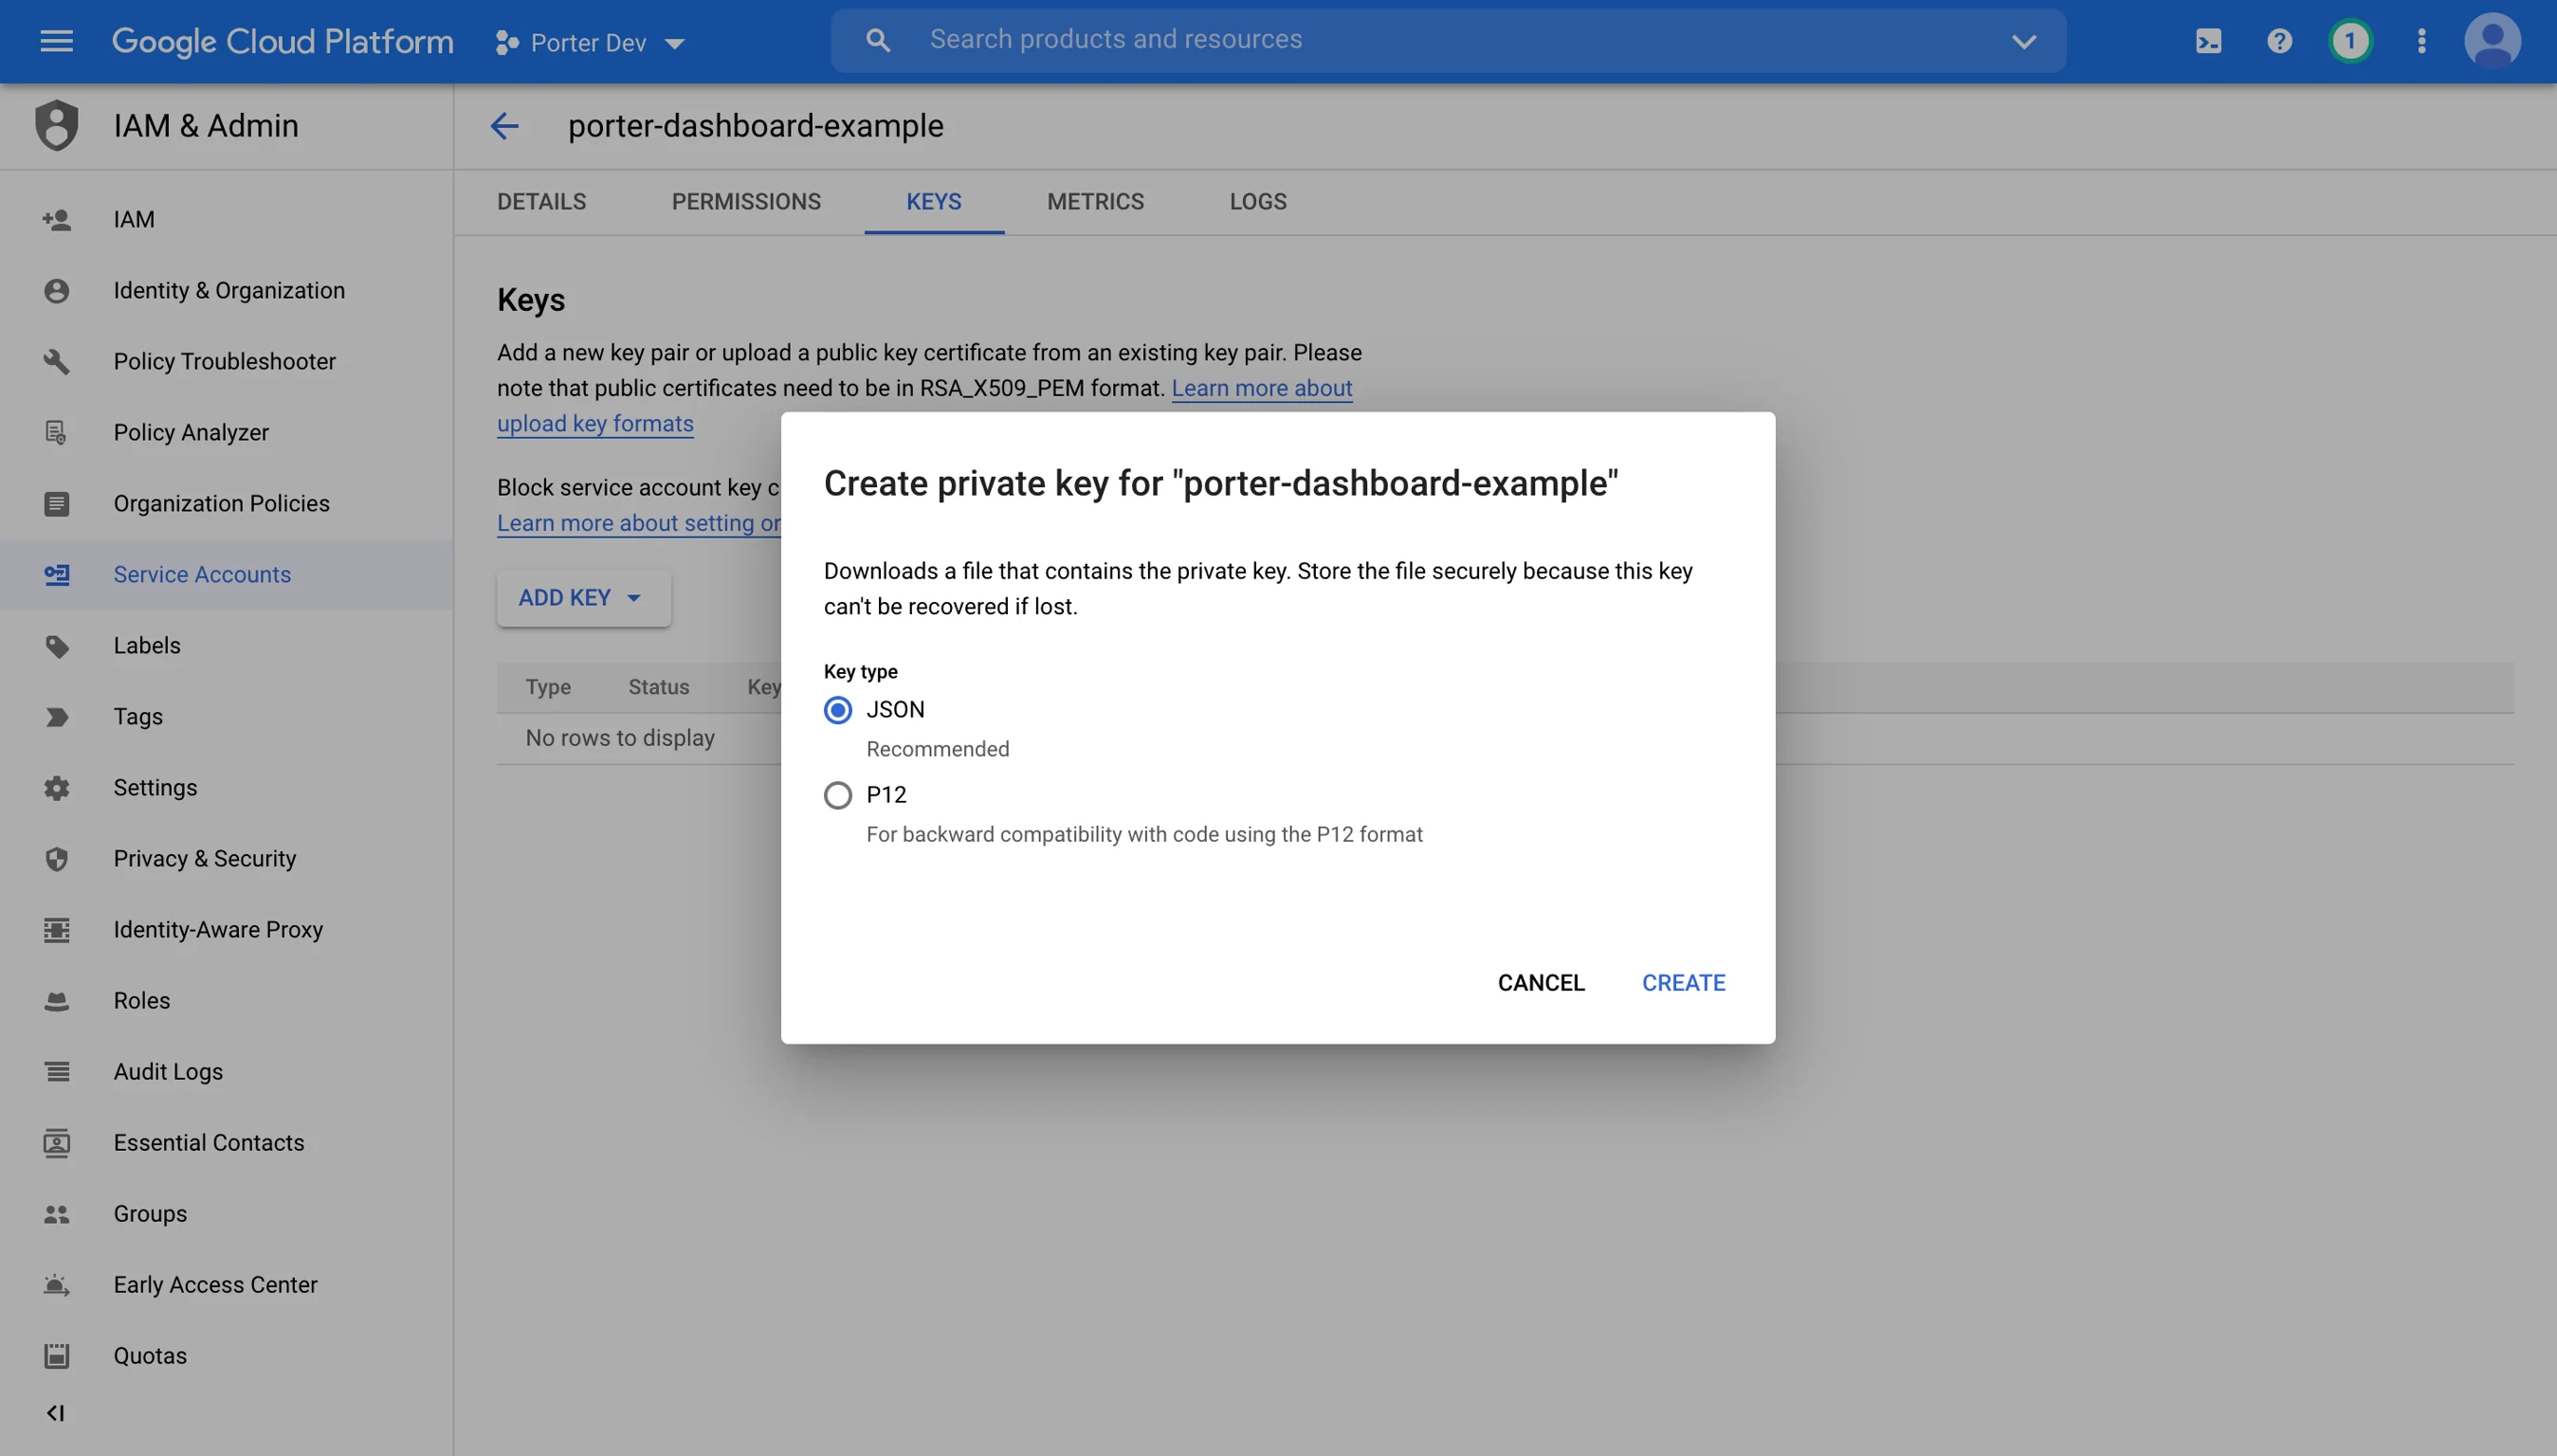 Google Cloud Platform
Porter Dev
Search products and resources
1
IAM & Admin
porter-dashboard-example
DETAILS
PERMISSIONS
KEYS
METRICS
LOGS
IAM
Identity & Organization
Policy Troubleshooter
Policy Analyzer
Organization Policies
Service Accounts
Labels
Tags
Settings
Privacy & Security
Identity-Aware Proxy
Roles
Audit Logs
Essential Contacts
Groups
Early Access Center
Quotas
Keys
Add a new key pair or upload a public key certificate from an existing key pair. Please
note that public certificates need to be in RSA_X509_PEM format. Learn more about
upload key formats
Block service account key c
Learn more about setting or
ADD KEY
Type Status Key
No rows to display
Create private key for "porter-dashboard-example"
Downloads a file that contains the private key. Store the file securely because this key
can't be recovered if lost.
Key type
JSON
Recommended
P12
For backward compatibility with code using the P12 format
CANCEL
CREATE